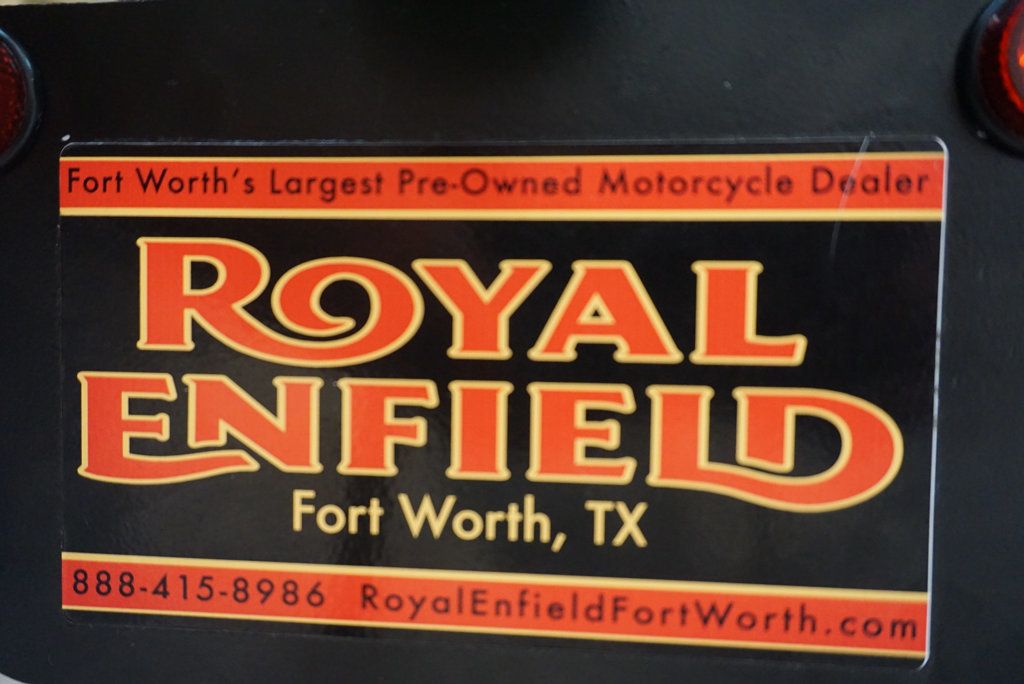 Fort Worth's Largest Pre-Owned Motorcycle Dealer
ROYAL
ENFIELD
Fort Worth, TX
888-415-8986 RoyalEnfieldFortWorth.com